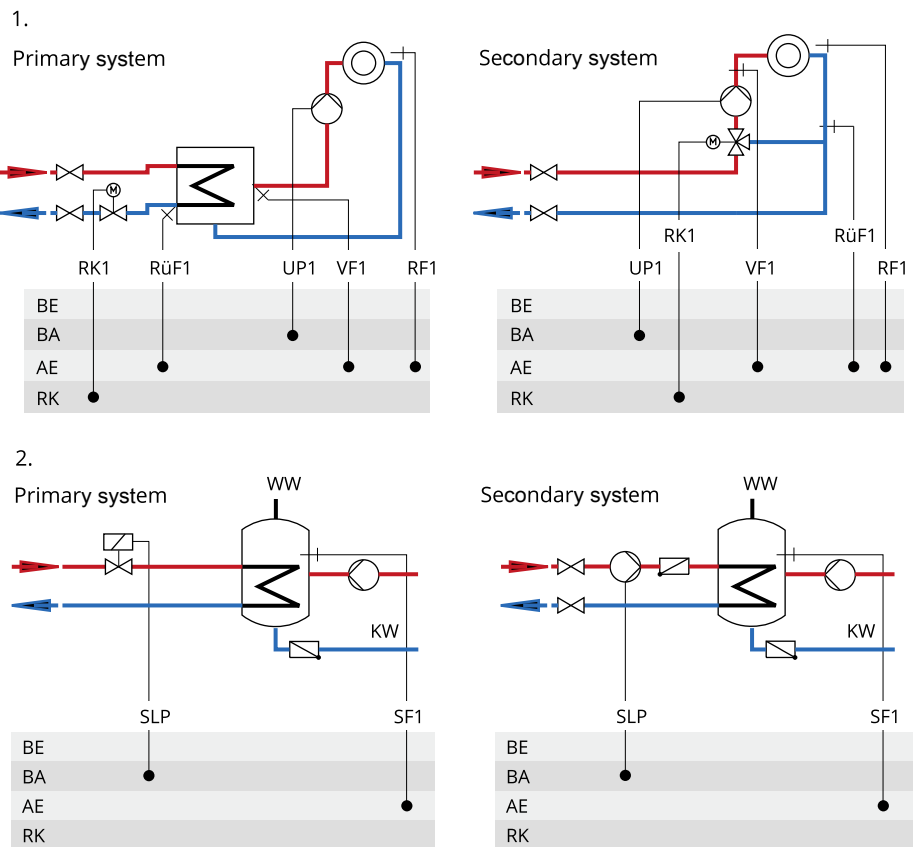 1.
Primary system
M
RK1 RüF1 UP1 VF1 RF1
BE
BA
AE
RK
Secondary system
M
RK1 RüF1
UP1 VF1 RF1
BE
BA
AE
RK
2.
Primary system
WW
KW
SLP SF1
BE
BA
AE
RK
Secondary system
WW
KW
SLP SF1
BE
BA
AE
RK